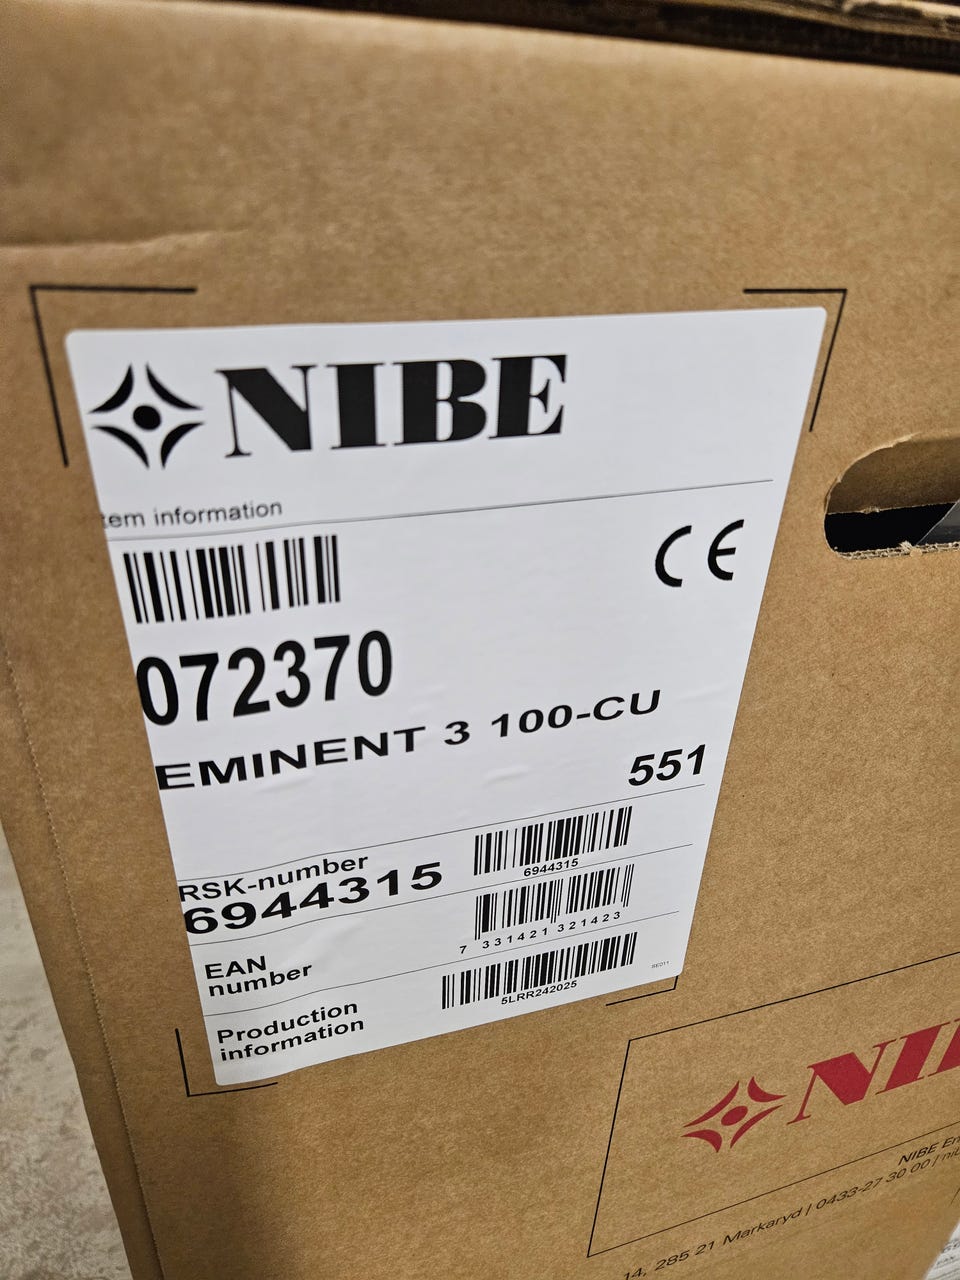 NIBE
tem information
CE
072370
EMINENT 3 100-CU
551
RSK-number
6944315
6944315
EAN
number
7 331421 321423
Production
information
5LRR242025
SE011
NIB
NIBE En
14, 285 21 Markaryd | 0433-27 30 00 | nib